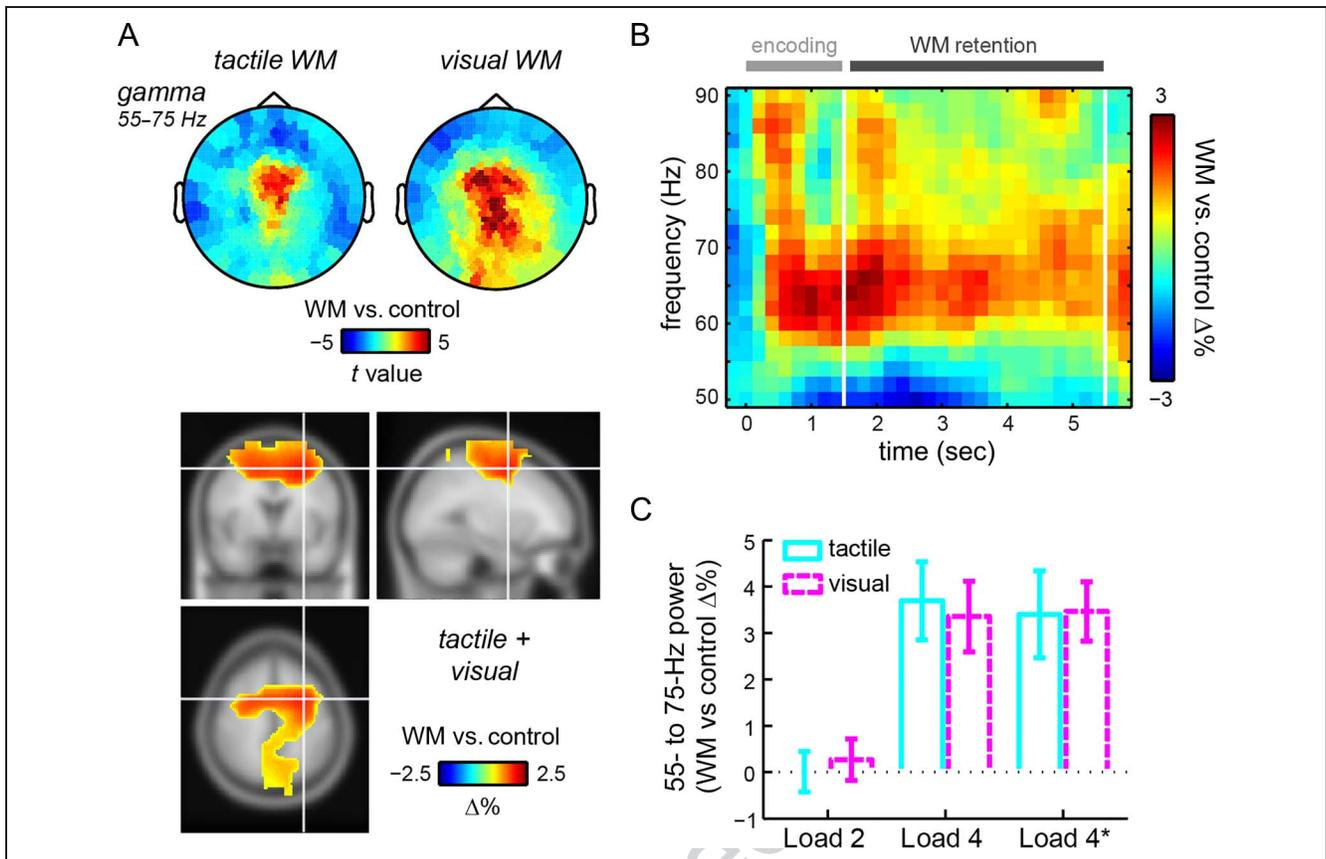 A
tactile WM
visual WM
gamma
55–75 Hz
WM vs. control
−5
5
t value
tactile +
visual
WM vs. control
−2.5
2.5
Δ%
B
encoding
WM retention
90
80
70
60
50
frequency (Hz)
0
1
2
3
4
5
time (sec)
3
−3
WM vs. control Δ%
C
tactile
visual
5
4
3
2
1
0
−1
55- to 75-Hz power
(WM vs control Δ%)
Load 2
Load 4
Load 4*